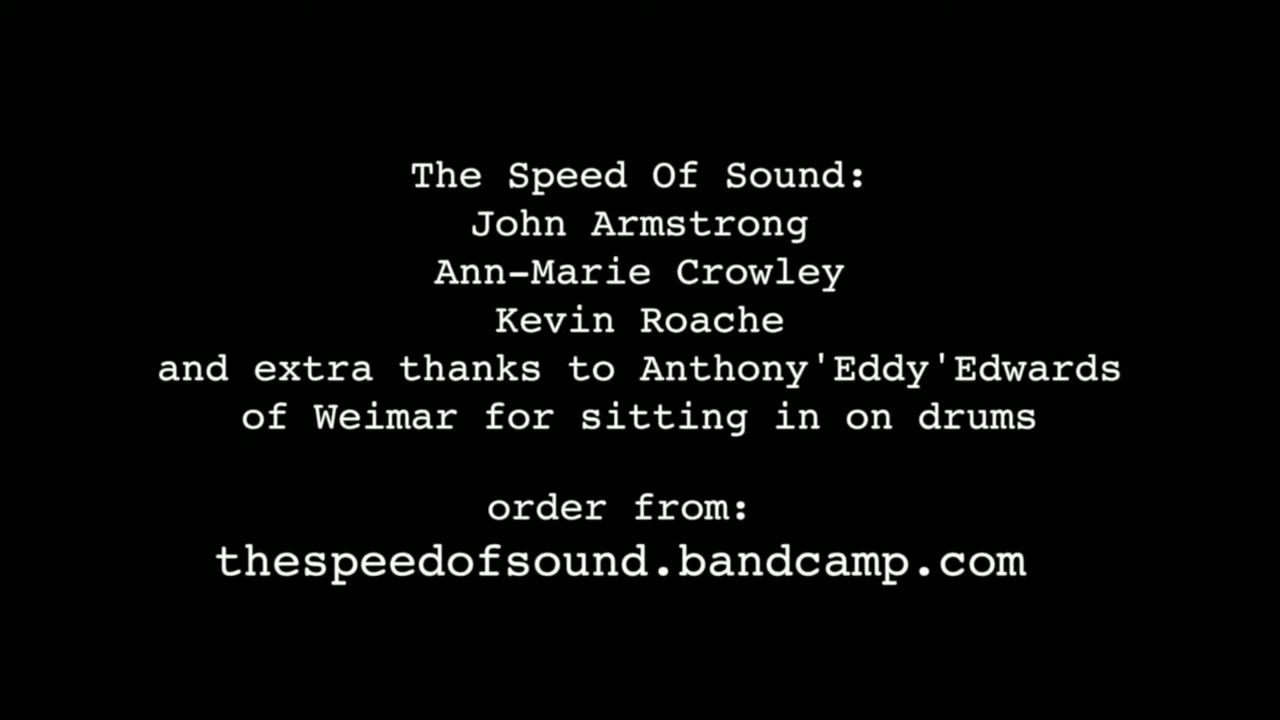 The Speed Of Sound:
John Armstrong
Ann-Marie Crowley
Kevin Roache
and extra thanks to Anthony'Eddy'Edwards
of Weimar for sitting in on drums
order from:
thespeedofsound.bandcamp.com